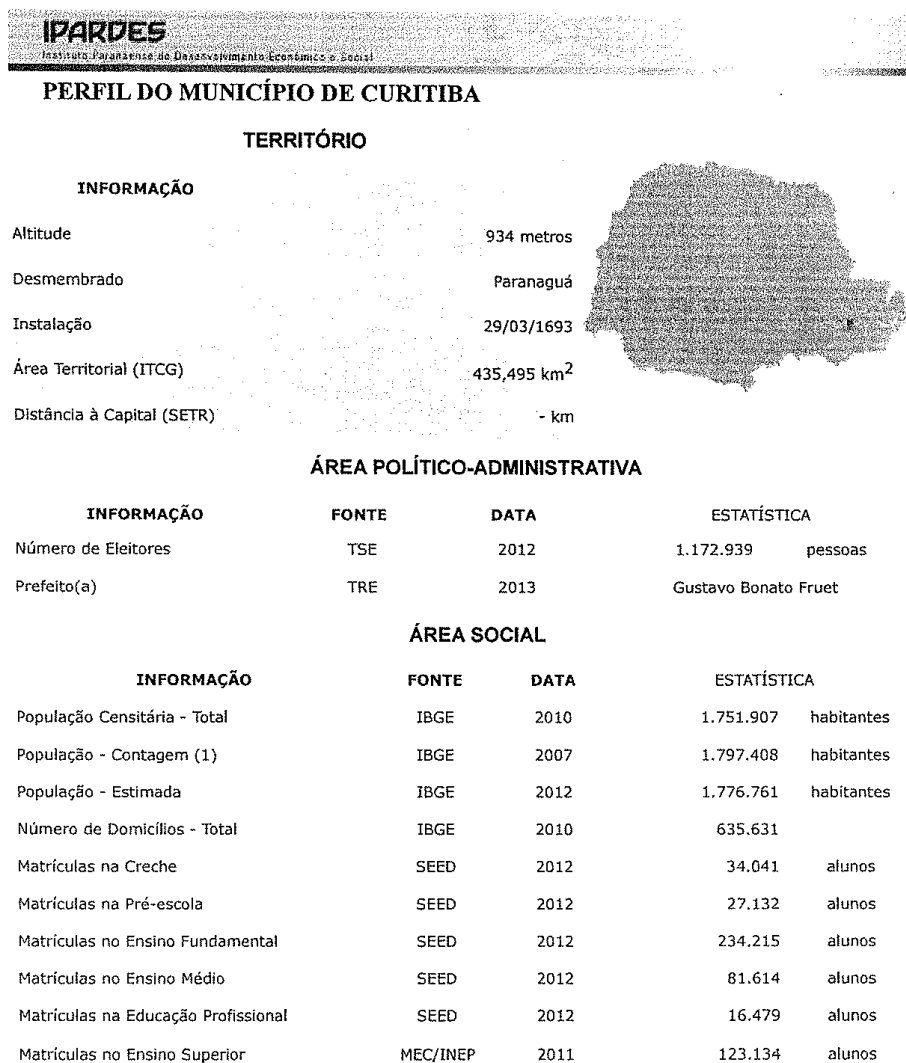 IPARDES
Instituto Paranaense de Desenvolvimento Econômico e Social
PERFIL DO MUNICÍPIO DE CURITIBA
TERRITÓRIO
INFORMAÇÃO
Altitude 934 metros
Desmembrado Paranaguá
Instalação 29/03/1693
Área Territorial (ITCG) 435,495 km2
Distância à Capital (SETR) - km
ÁREA POLÍTICO-ADMINISTRATIVA
INFORMAÇÃO FONTE DATA ESTATÍSTICA
Número de Eleitores TSE 2012 1.172.939 pessoas
Prefeito(a) TRE 2013 Gustavo Bonato Fruet
ÁREA SOCIAL
INFORMAÇÃO FONTE DATA ESTATÍSTICA
População Censitária - Total IBGE 2010 1.751.907 habitantes
População - Contagem (1) IBGE 2007 1.797.408 habitantes
População - Estimada IBGE 2012 1.776.761 habitantes
Número de Domicílios - Total IBGE 2010 635.631
Matrículas na Creche SEED 2012 34.041 alunos
Matrículas na Pré-escola SEED 2012 27.132 alunos
Matrículas no Ensino Fundamental SEED 2012 234.215 alunos
Matrículas no Ensino Médio SEED 2012 81.614 alunos
Matrículas na Educação Profissional SEED 2012 16.479 alunos
Matrículas no Ensino Superior MEC/INEP 2011 123.134 alunos